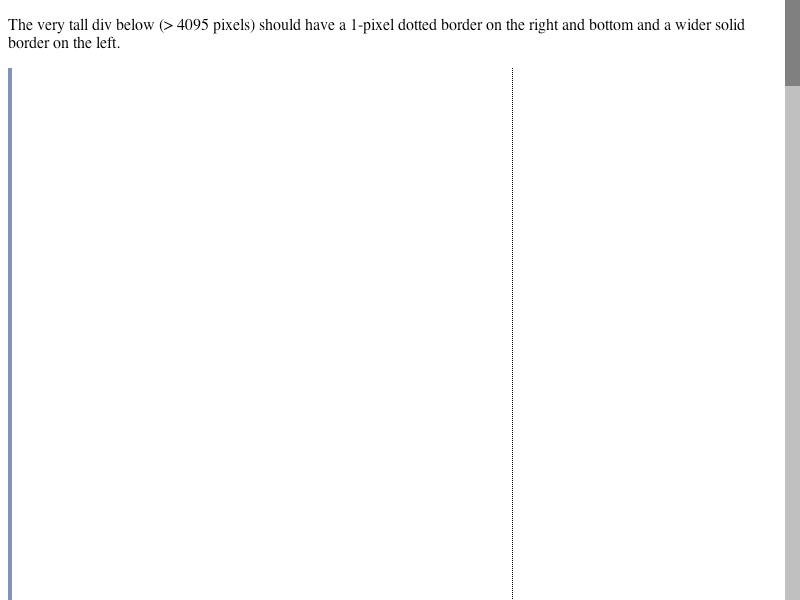 The very tall div below (> 4095 pixels) should have a 1-pixel dotted border on the right and bottom and a wider solid
border on the left.